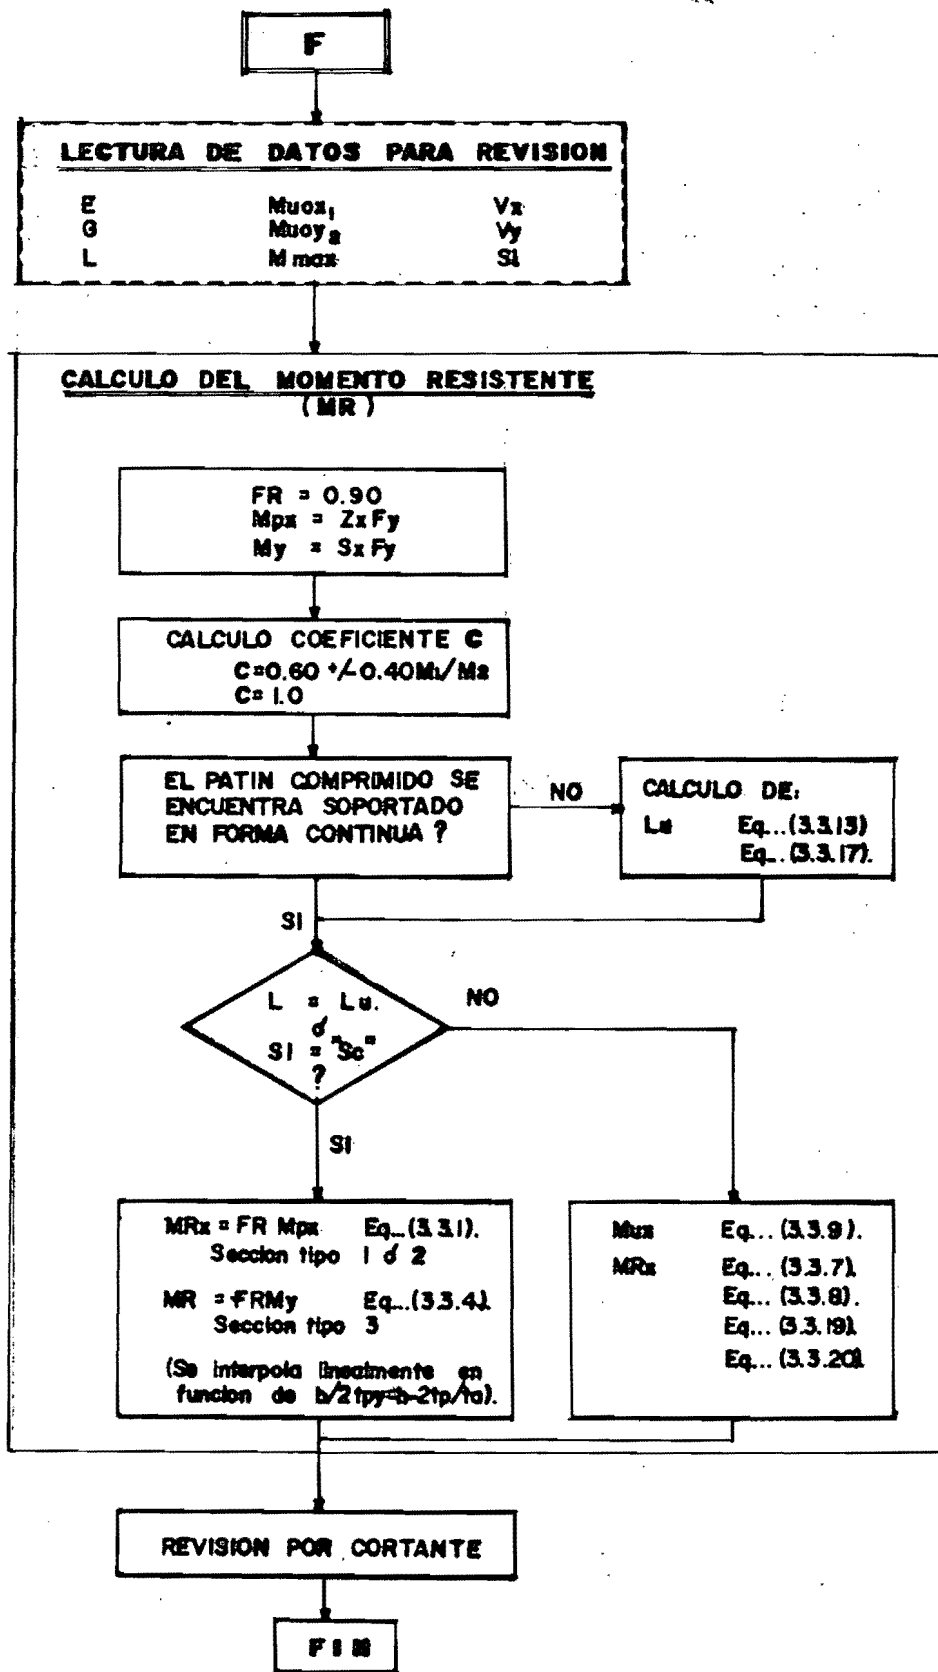 F
LECTURA DE DATOS PARA REVISION
E Muox₁ Vx
G Muoy₂ Vy
L M max Sl
CALCULO DEL MOMENTO RESISTENTE
(MR)
FR = 0.90
Mpx = Zx Fy
My = Sx Fy
CALCULO COEFICIENTE C
C=0.60 +/- 0.40M₁/M₂
C= 1.0
EL PATIN COMPRIMIDO SE
ENCUENTRA SOPORTADO
EN FORMA CONTINUA ?
NO
CALCULO DE:
Lu Eq...(3.3.13)
Eq...(3.3.17).
SI
L = Lu.
ó
SI = "Sc"
?
NO
SI
MRx = FR Mpx Eq...(3.3.1).
Seccion tipo 1 ó 2
MR = FRMy Eq...(3.3.4).
Seccion tipo 3
(Se interpola linealmente en
funcion de b/2tpy=h-2tp/ta).
Mux Eq... (3.3.9).
MRx Eq... (3.3.7).
Eq... (3.3.8).
Eq... (3.3.19).
Eq... (3.3.20).
REVISION POR CORTANTE
FIN